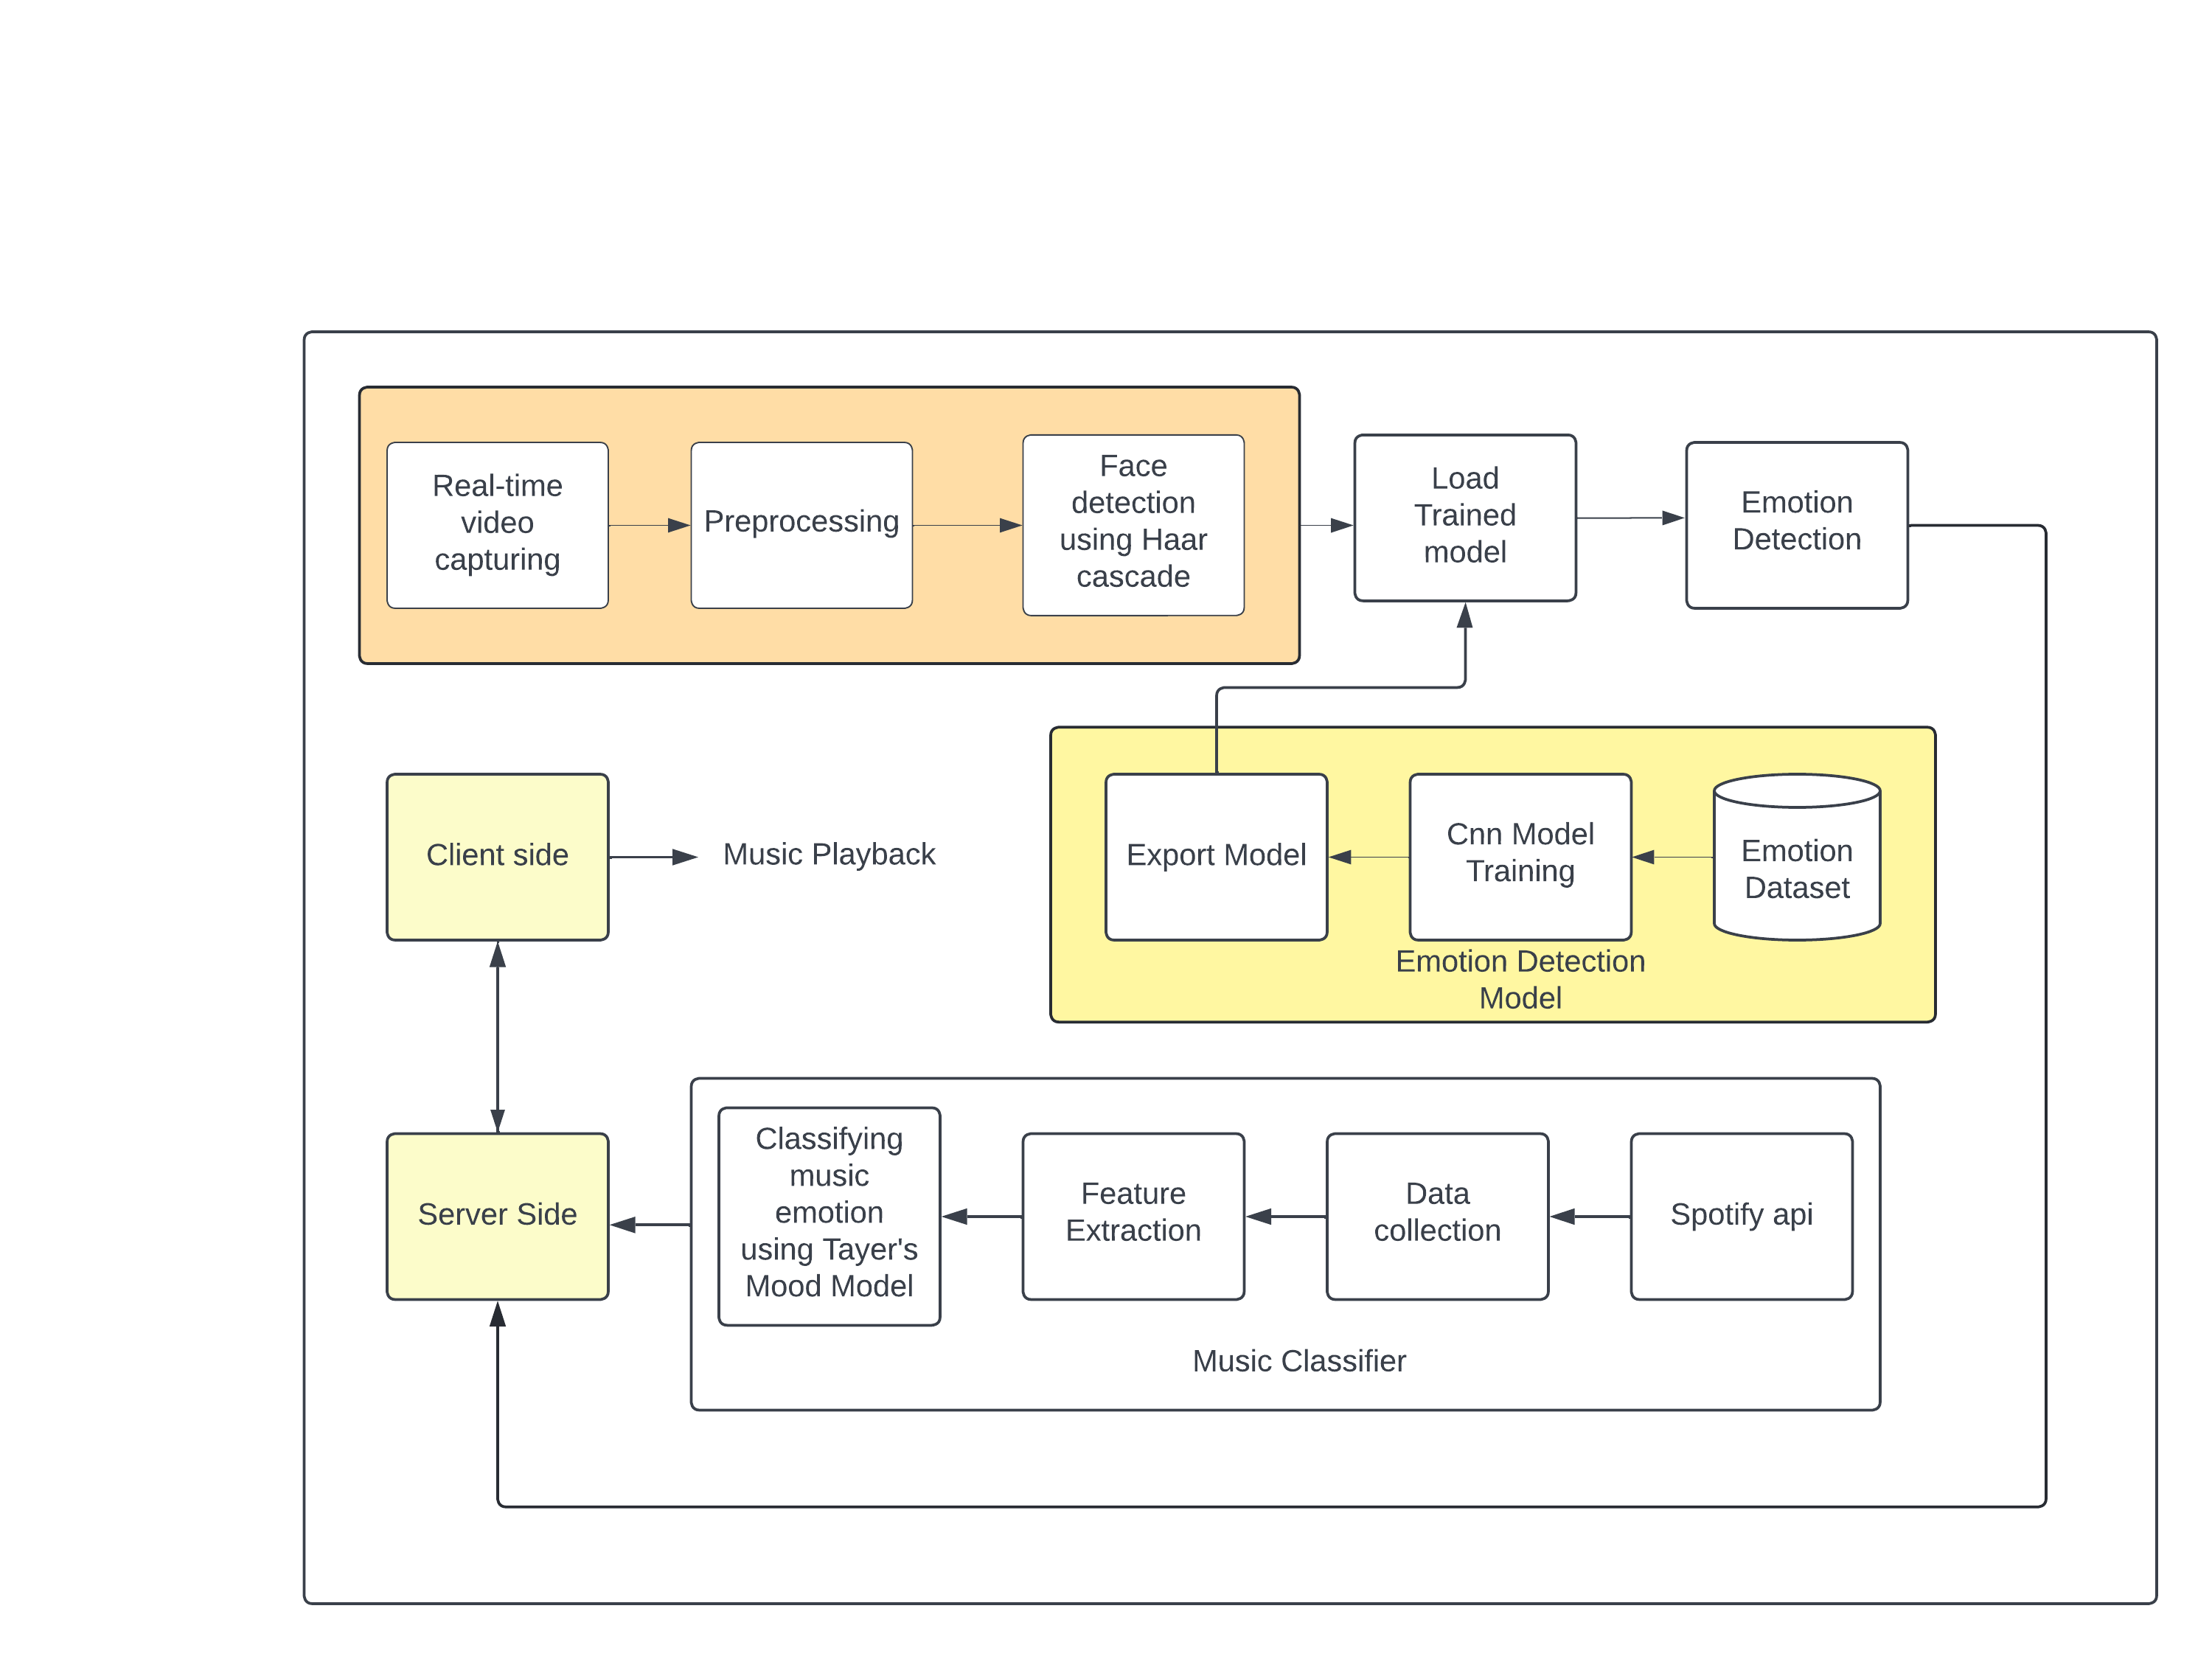 Real-time
video
capturing
Preprocessing
Face
detection
using Haar
cascade
Load
Trained
model
Emotion
Detection
Client side
Music Playback
Export Model
Cnn Model
Training
Emotion
Dataset
Emotion Detection
Model
Server Side
Classifying
music
emotion
using Tayer's
Mood Model
Feature
Extraction
Data
collection
Spotify api
Music Classifier